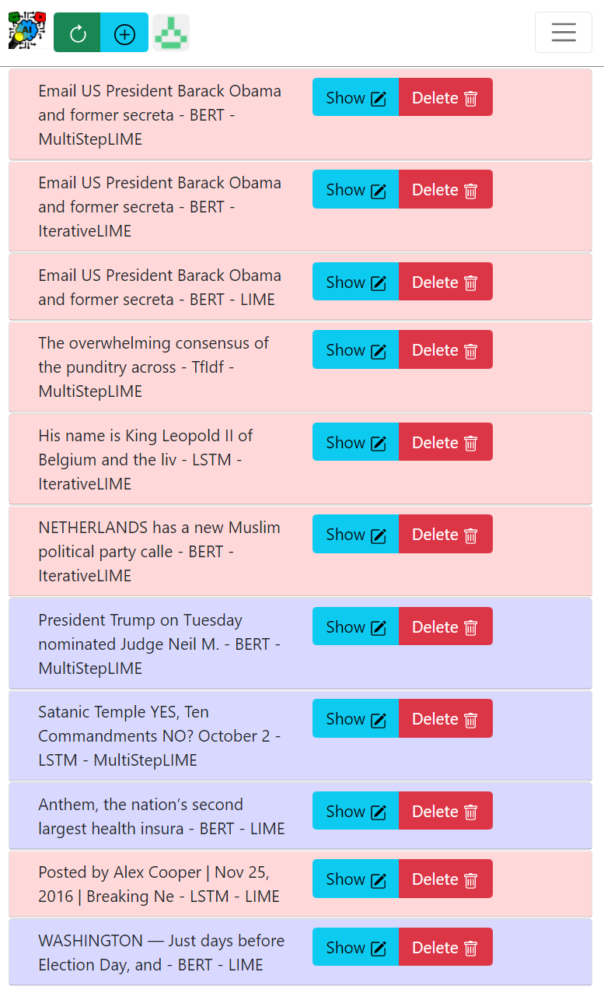 AI
Email US President Barack Obama
and former secreta - BERT -
MultiStepLIME
Show
Delete
Email US President Barack Obama
and former secreta - BERT -
IterativeLIME
Show
Delete
Email US President Barack Obama
and former secreta - BERT - LIME
Show
Delete
The overwhelming consensus of
the punditry across - TfIdf -
MultiStepLIME
Show
Delete
His name is King Leopold II of
Belgium and the liv - LSTM -
IterativeLIME
Show
Delete
NETHERLANDS has a new Muslim
political party calle - BERT -
IterativeLIME
Show
Delete
President Trump on Tuesday
nominated Judge Neil M. - BERT -
MultiStepLIME
Show
Delete
Satanic Temple YES, Ten
Commandments NO? October 2 -
LSTM - MultiStepLIME
Show
Delete
Anthem, the nation’s second
largest health insura - BERT - LIME
Show
Delete
Posted by Alex Cooper | Nov 25,
2016 | Breaking Ne - LSTM - LIME
Show
Delete
WASHINGTON — Just days before
Election Day, and - BERT - LIME
Show
Delete